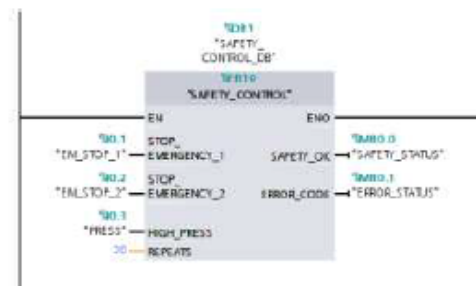 %DB1
"SAFETY_
CONTROL_DB"
%FB10
"SAFETY_CONTROL"
EN
ENO
%I0.1
"EM_STOP_1"
STOP_
EMERGENCY_1
%M80.0
SAFETY_OK
"SAFETY_STATUS"
%I0.2
"EM_STOP_2"
STOP_
EMERGENCY_2
%M80.1
ERROR_CODE
"ERROR_STATUS"
%I0.3
"PRESS"
HIGH_PRESS
REPEATS